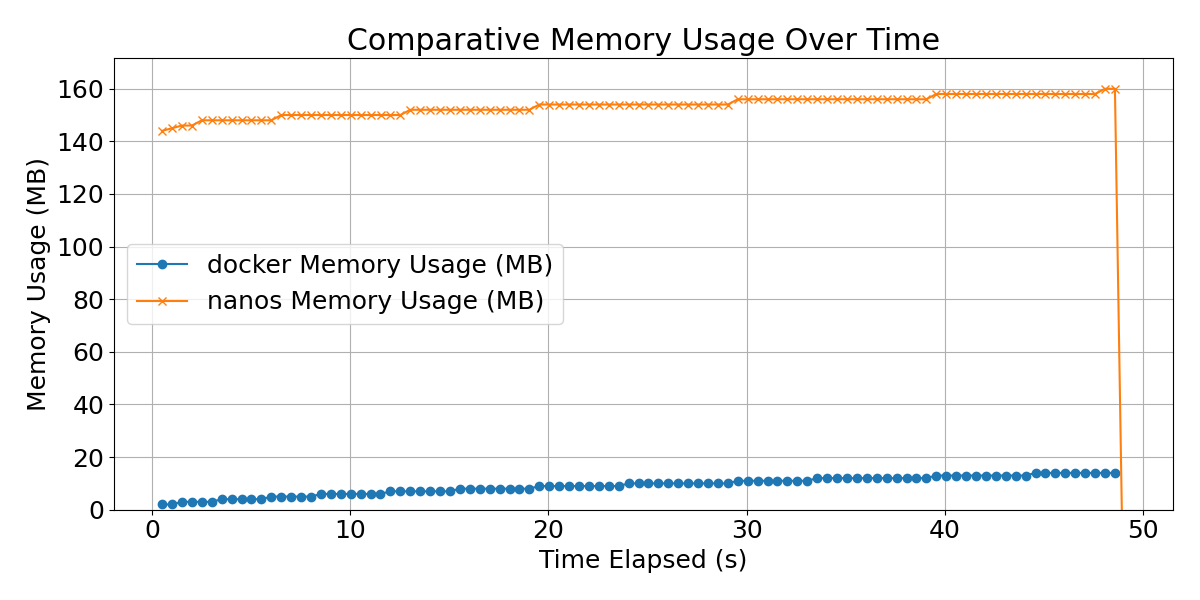 Comparative Memory Usage Over Time
Memory Usage (MB)
160
140
120
100
80
60
40
20
0
docker Memory Usage (MB)
nanos Memory Usage (MB)
0 10 20 30 40 50
Time Elapsed (s)